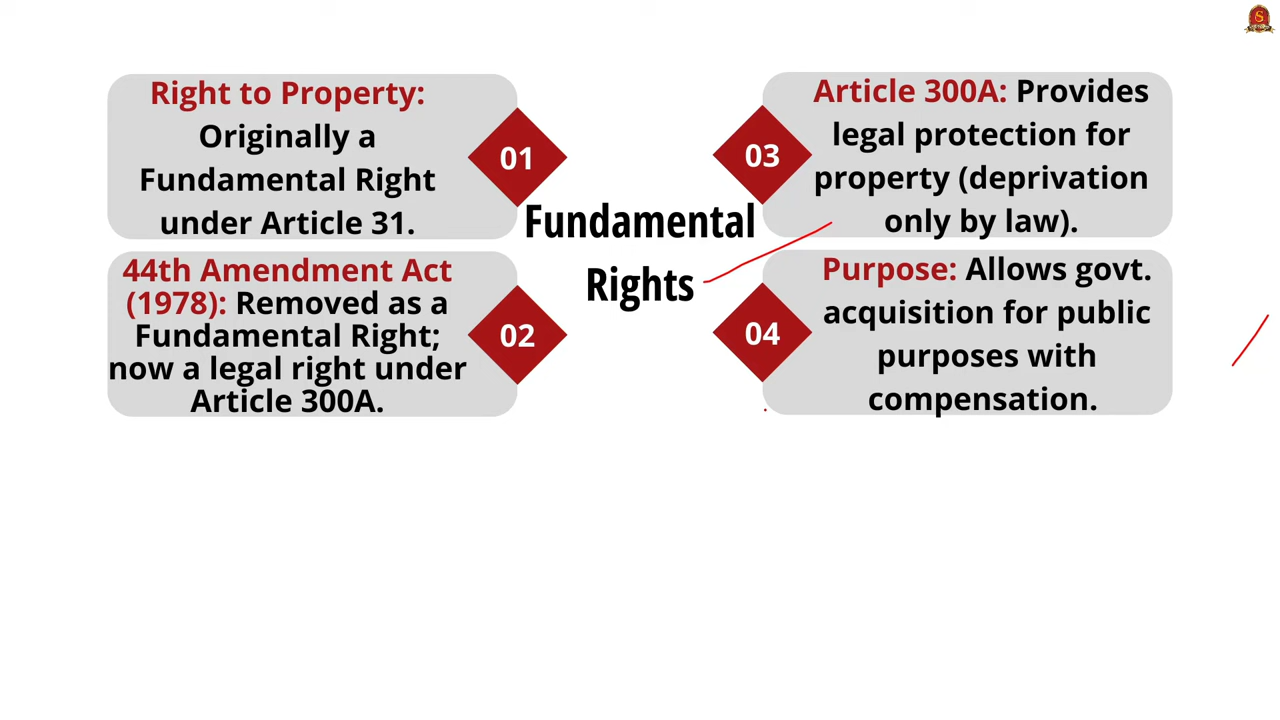 Right to Property:
Originally a
Fundamental Right
under Article 31.
01
44th Amendment Act
(1978): Removed as a
Fundamental Right;
now a legal right under
Article 300A.
02
Fundamental
Rights
Article 300A: Provides
legal protection for
property (deprivation
only by law).
03
Purpose: Allows govt.
acquisition for public
purposes with
compensation.
04